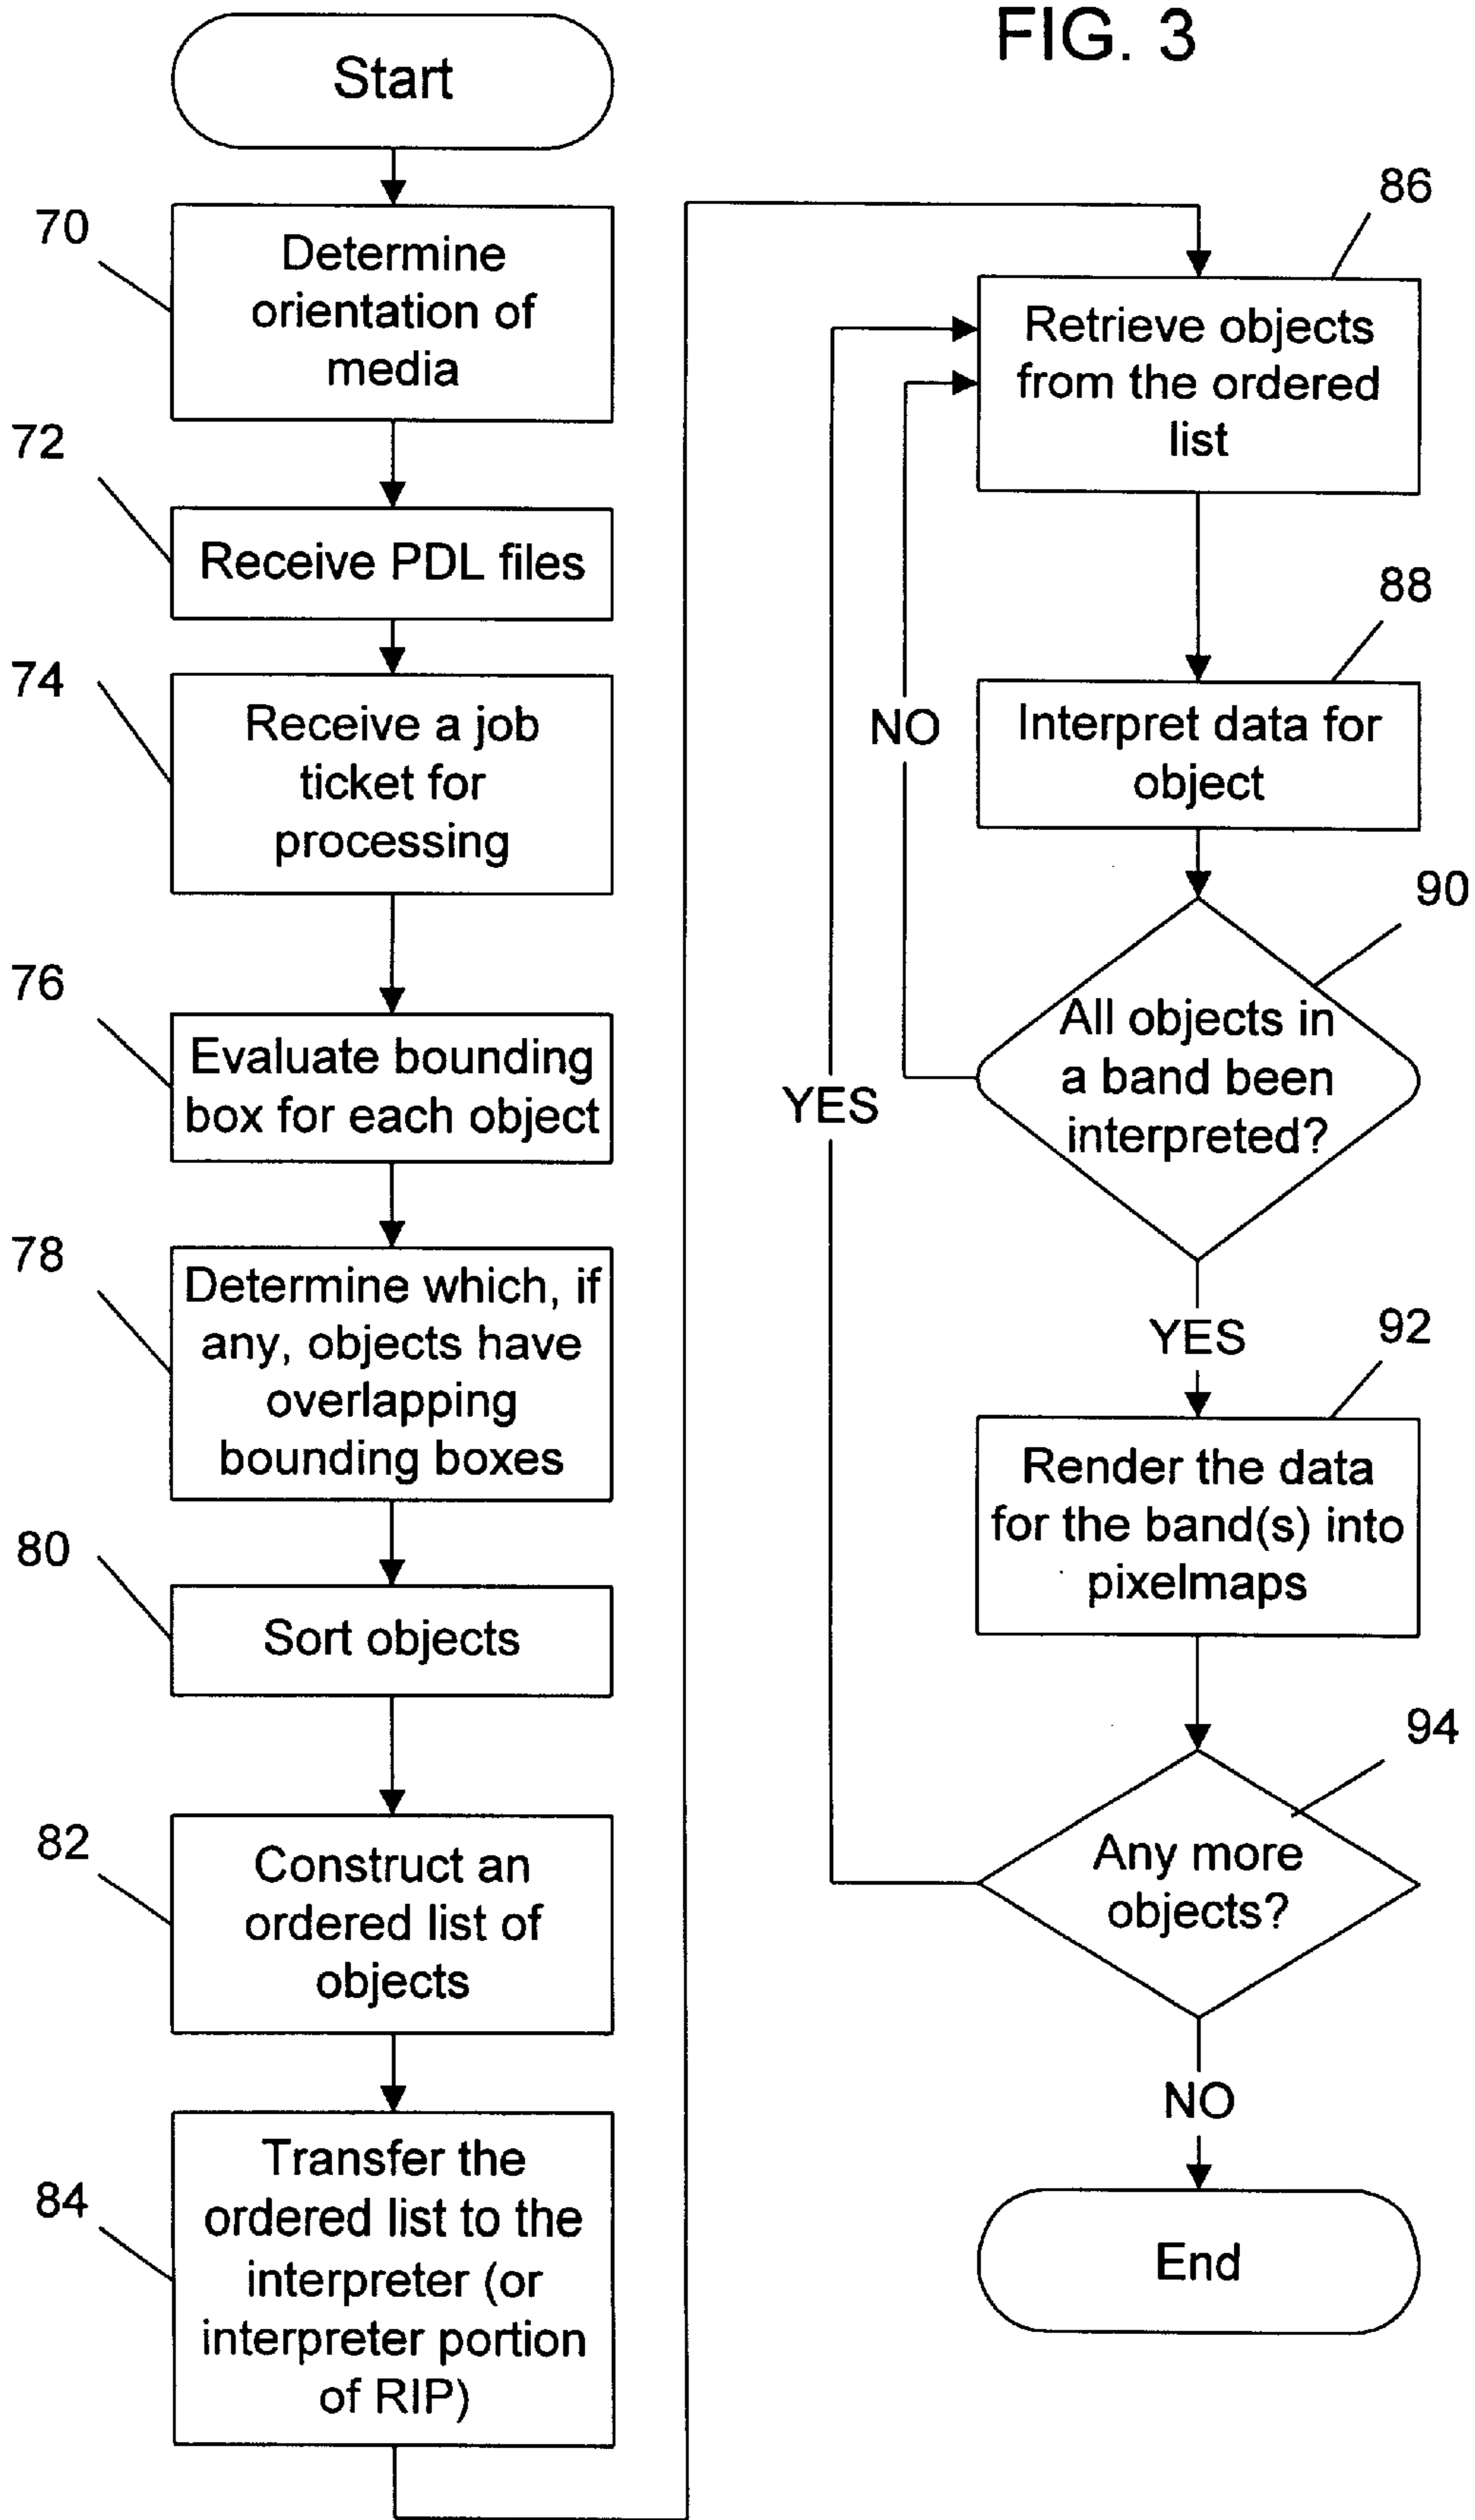 FIG. 3
Start
70
Determine
orientation of
media
72
Receive PDL files
74
Receive a job
ticket for
processing
76
Evaluate bounding
box for each object
78
Determine which, if
any, objects have
overlapping
bounding boxes
80
Sort objects
82
Construct an
ordered list of
objects
84
Transfer the
ordered list to the
interpreter (or
interpreter portion
of RIP)
86
Retrieve objects
from the ordered
list
88
Interpret data for
object
NO
90
All objects in
a band been
interpreted?
YES
YES
92
Render the data
for the band(s) into
pixelmaps
94
Any more
objects?
NO
End